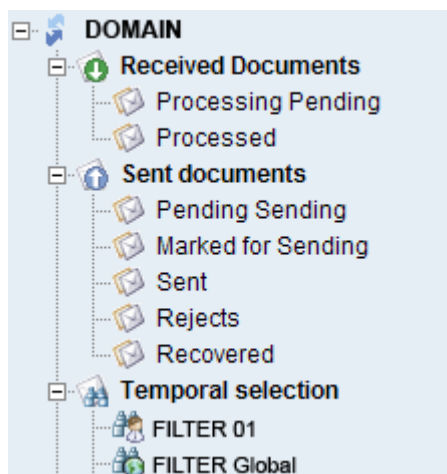 DOMAIN
Received Documents
Processing Pending
Processed
Sent documents
Pending Sending
Marked for Sending
Sent
Rejects
Recovered
Temporal selection
FILTER 01
FILTER Global